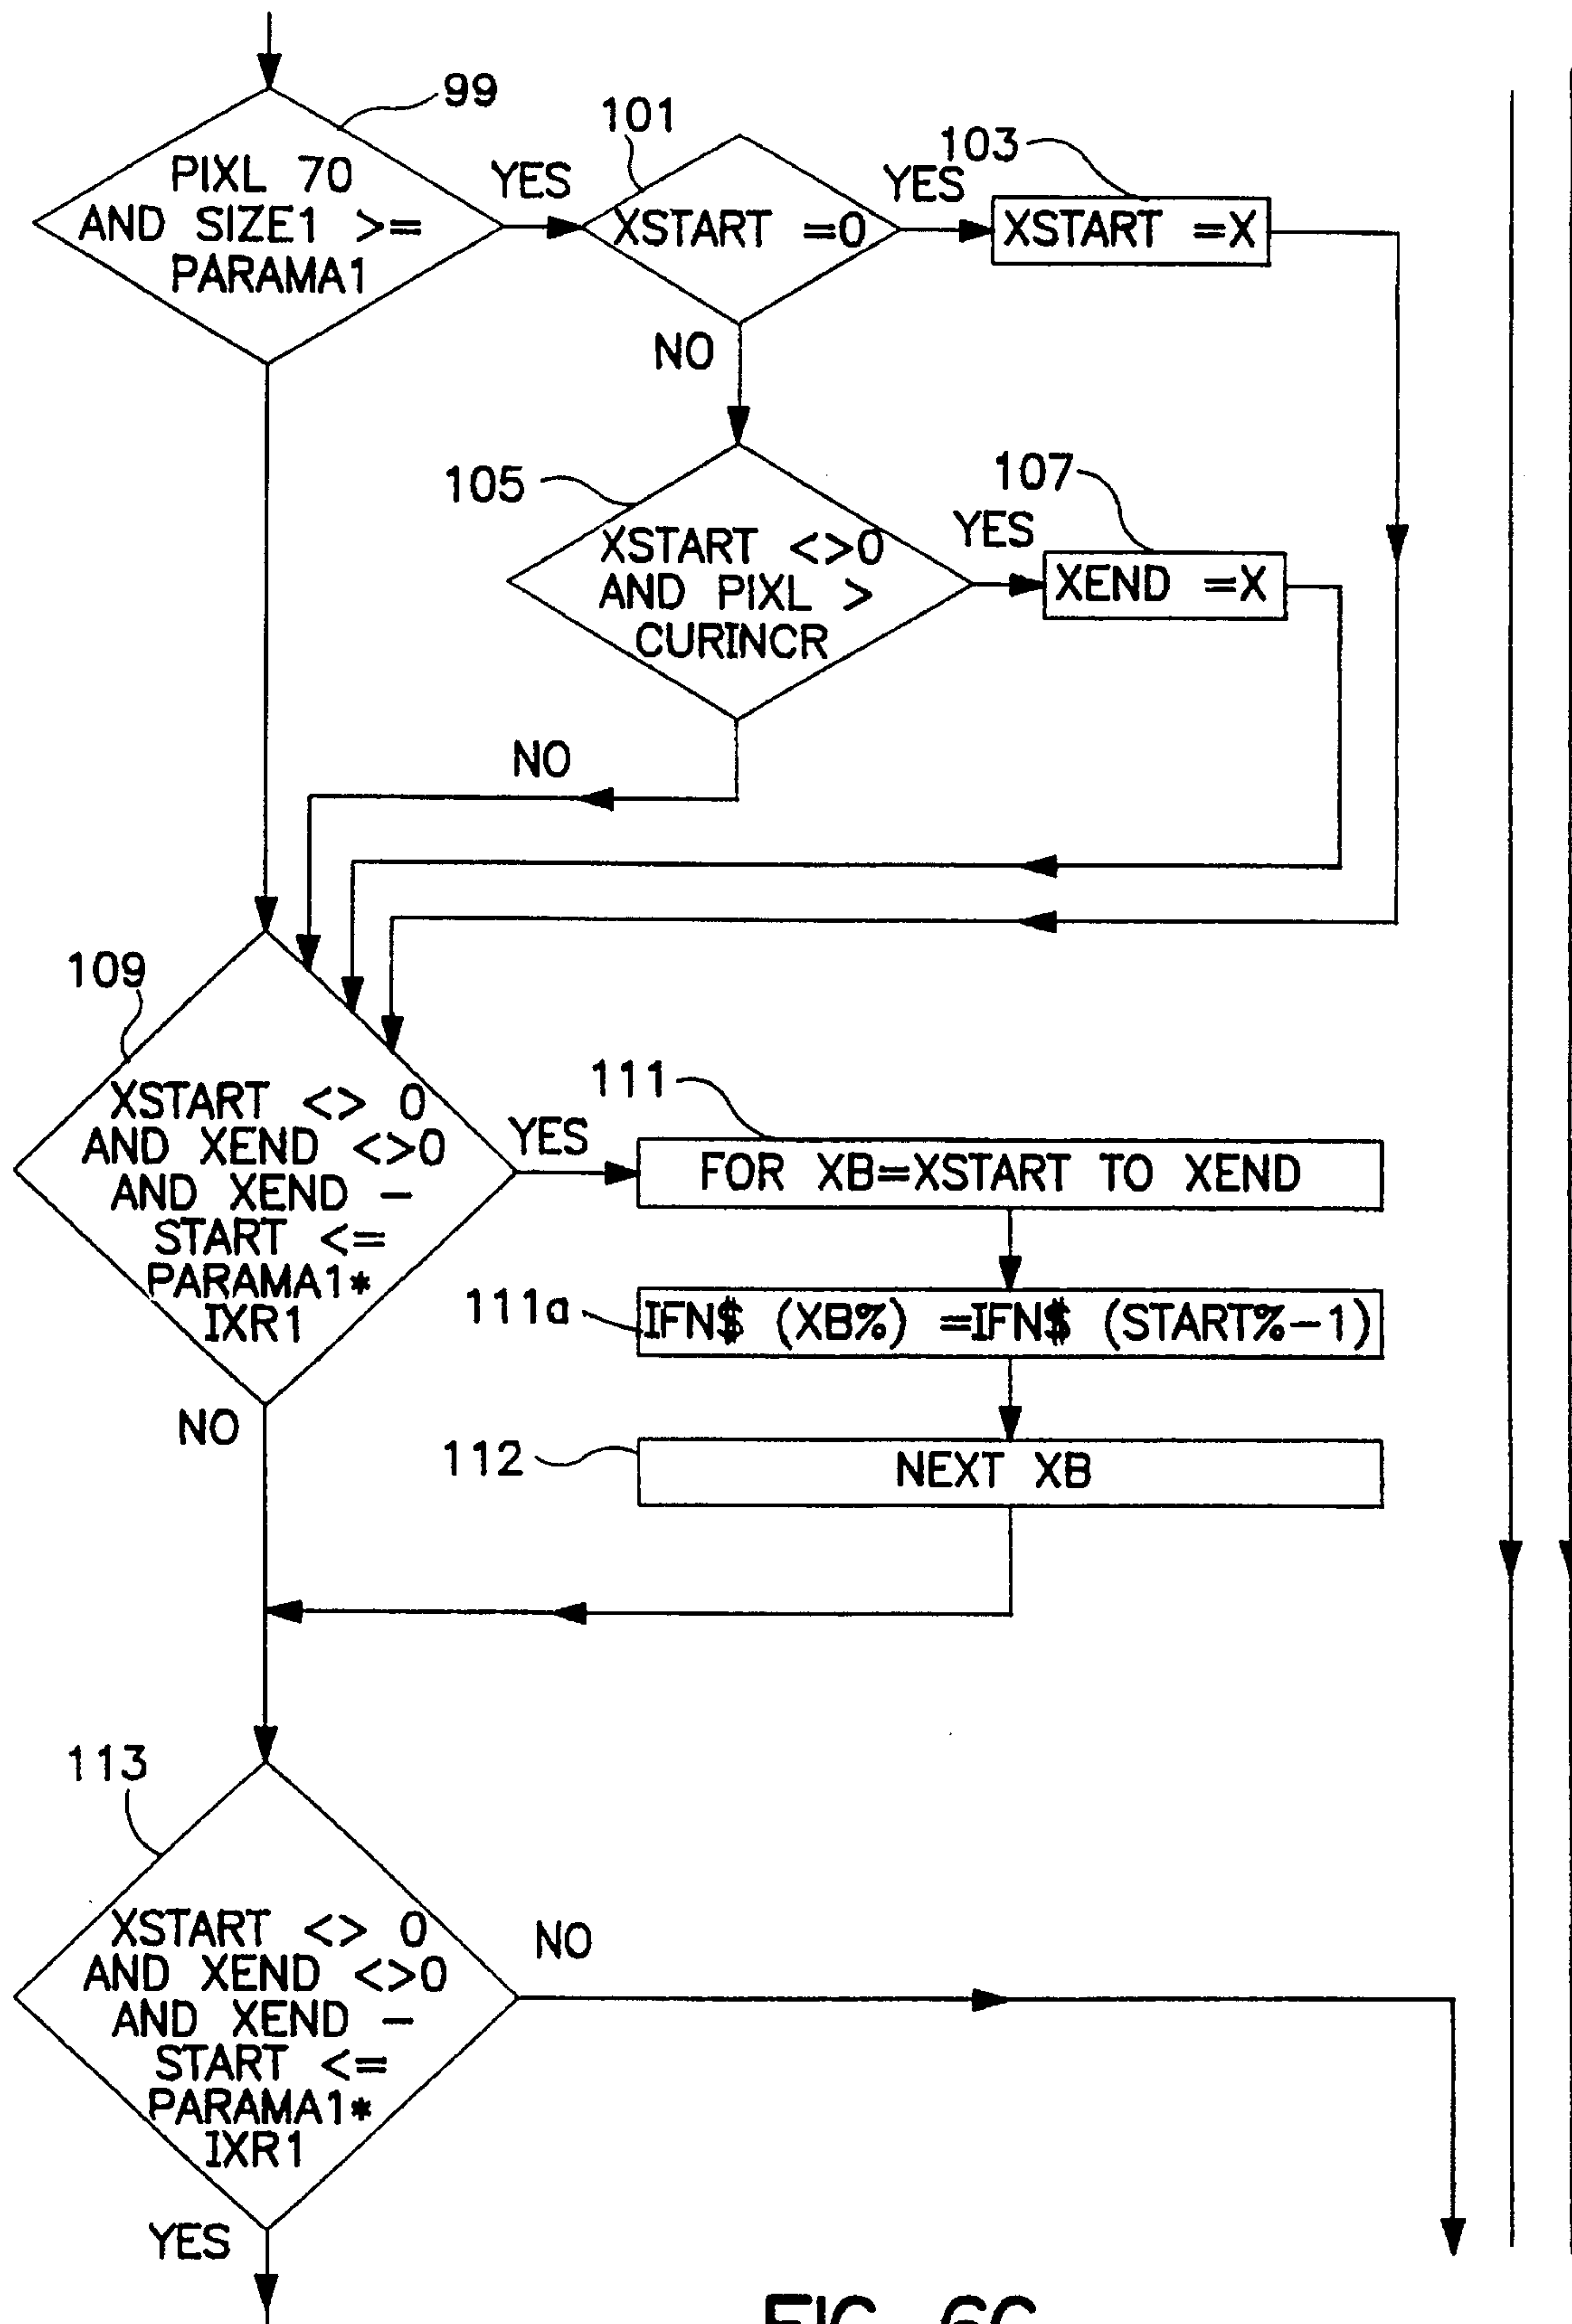 99
PIXL 70
AND SIZE1 >=
PARAMA1
YES
101
XSTART =0
YES
103
XSTART =X
NO
105
XSTART <>0
AND PIXL >
CURINCR
YES
107
XEND =X
NO
109
XSTART <> 0
AND XEND <>0
AND XEND -
START <=
PARAMA1*
IXR1
YES
111
FOR XB=XSTART TO XEND
111a
IFN$ (XB%) =IFN$ (START%-1)
NO
112
NEXT XB
113
XSTART <> 0
AND XEND <>0
AND XEND -
START <=
PARAMA1*
IXR1
NO
YES
FIG. 6C